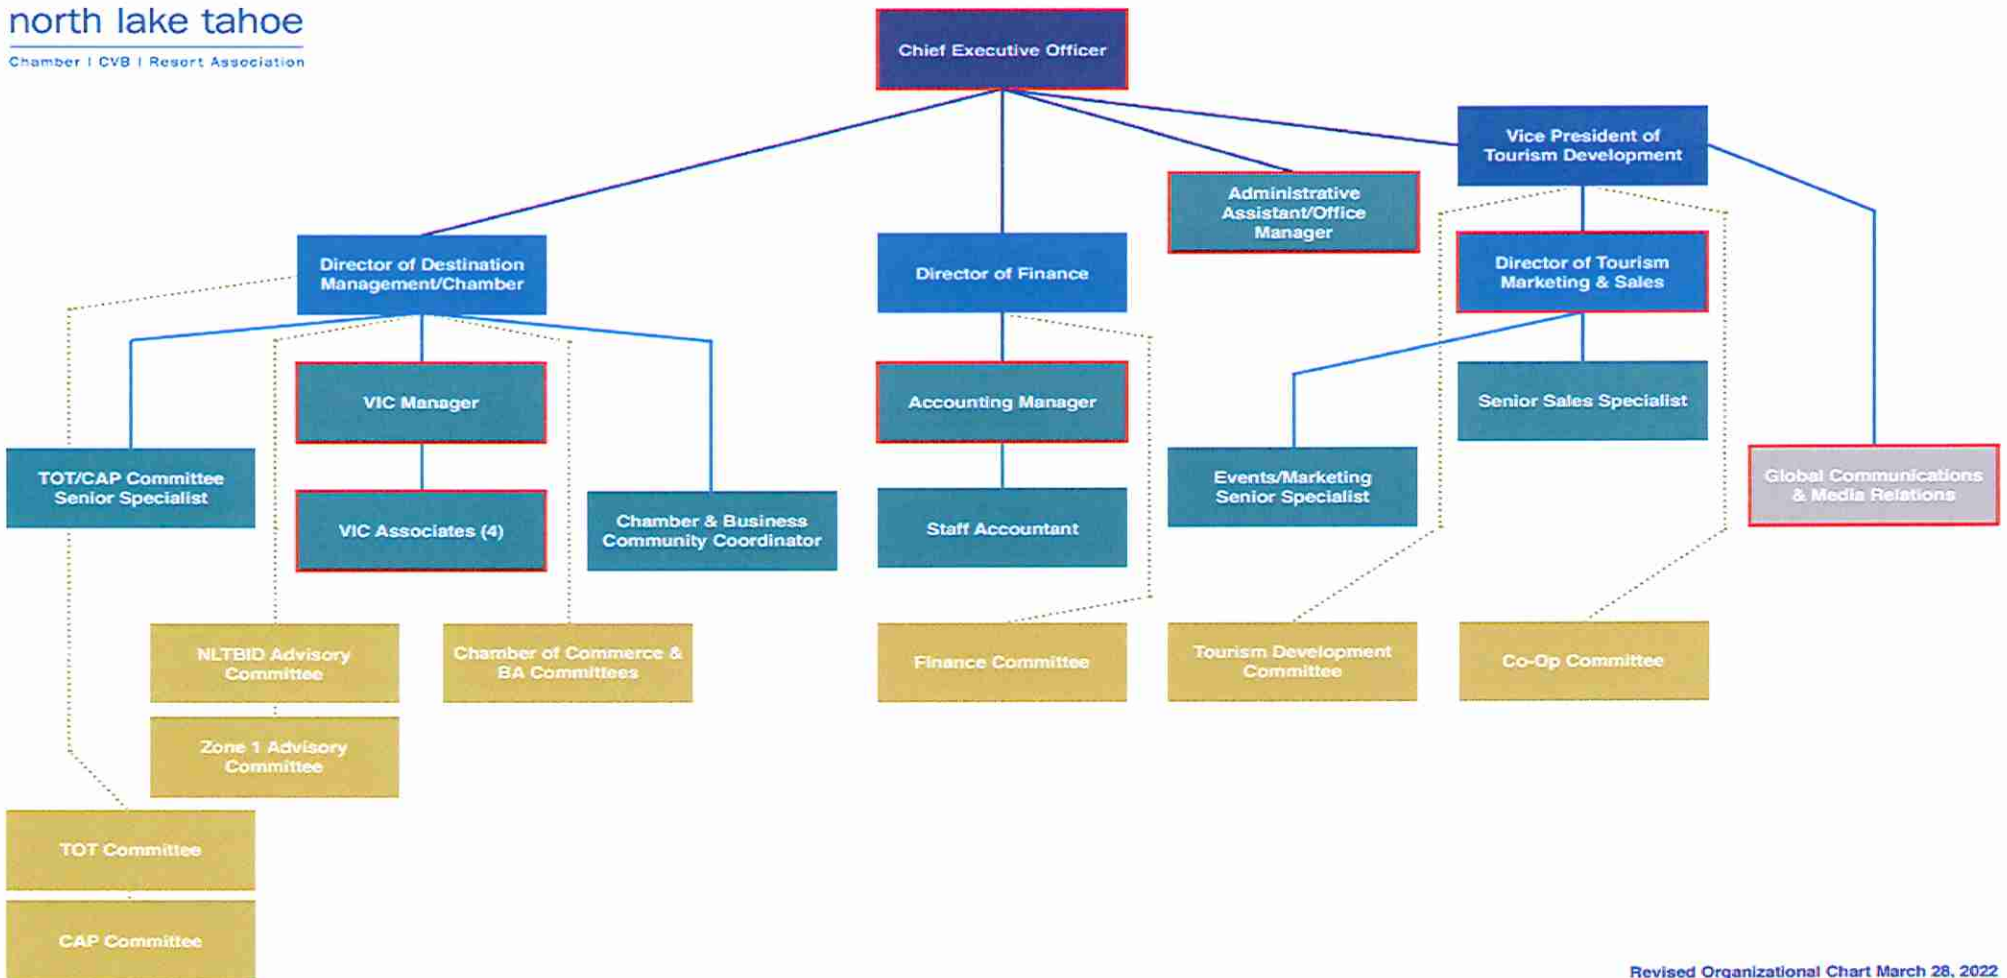 north lake tahoe
Chamber | CVB | Resort Association
Chief Executive Officer
Vice President of
Tourism Development
Administrative
Assistant/Office
Manager
Director of Destination
Management/Chamber
Director of Finance
Director of Tourism
Marketing & Sales
VIC Manager
Accounting Manager
Senior Sales Specialist
TOT/CAP Committee
Senior Specialist
VIC Associates (4)
Chamber & Business
Community Coordinator
Staff Accountant
Events/Marketing
Senior Specialist
Global Communications
& Media Relations
NLTBID Advisory
Committee
Chamber of Commerce &
BA Committees
Finance Committee
Tourism Development
Committee
Co-Op Committee
Zone 1 Advisory
Committee
TOT Committee
CAP Committee
Revised Organizational Chart March 28, 2022